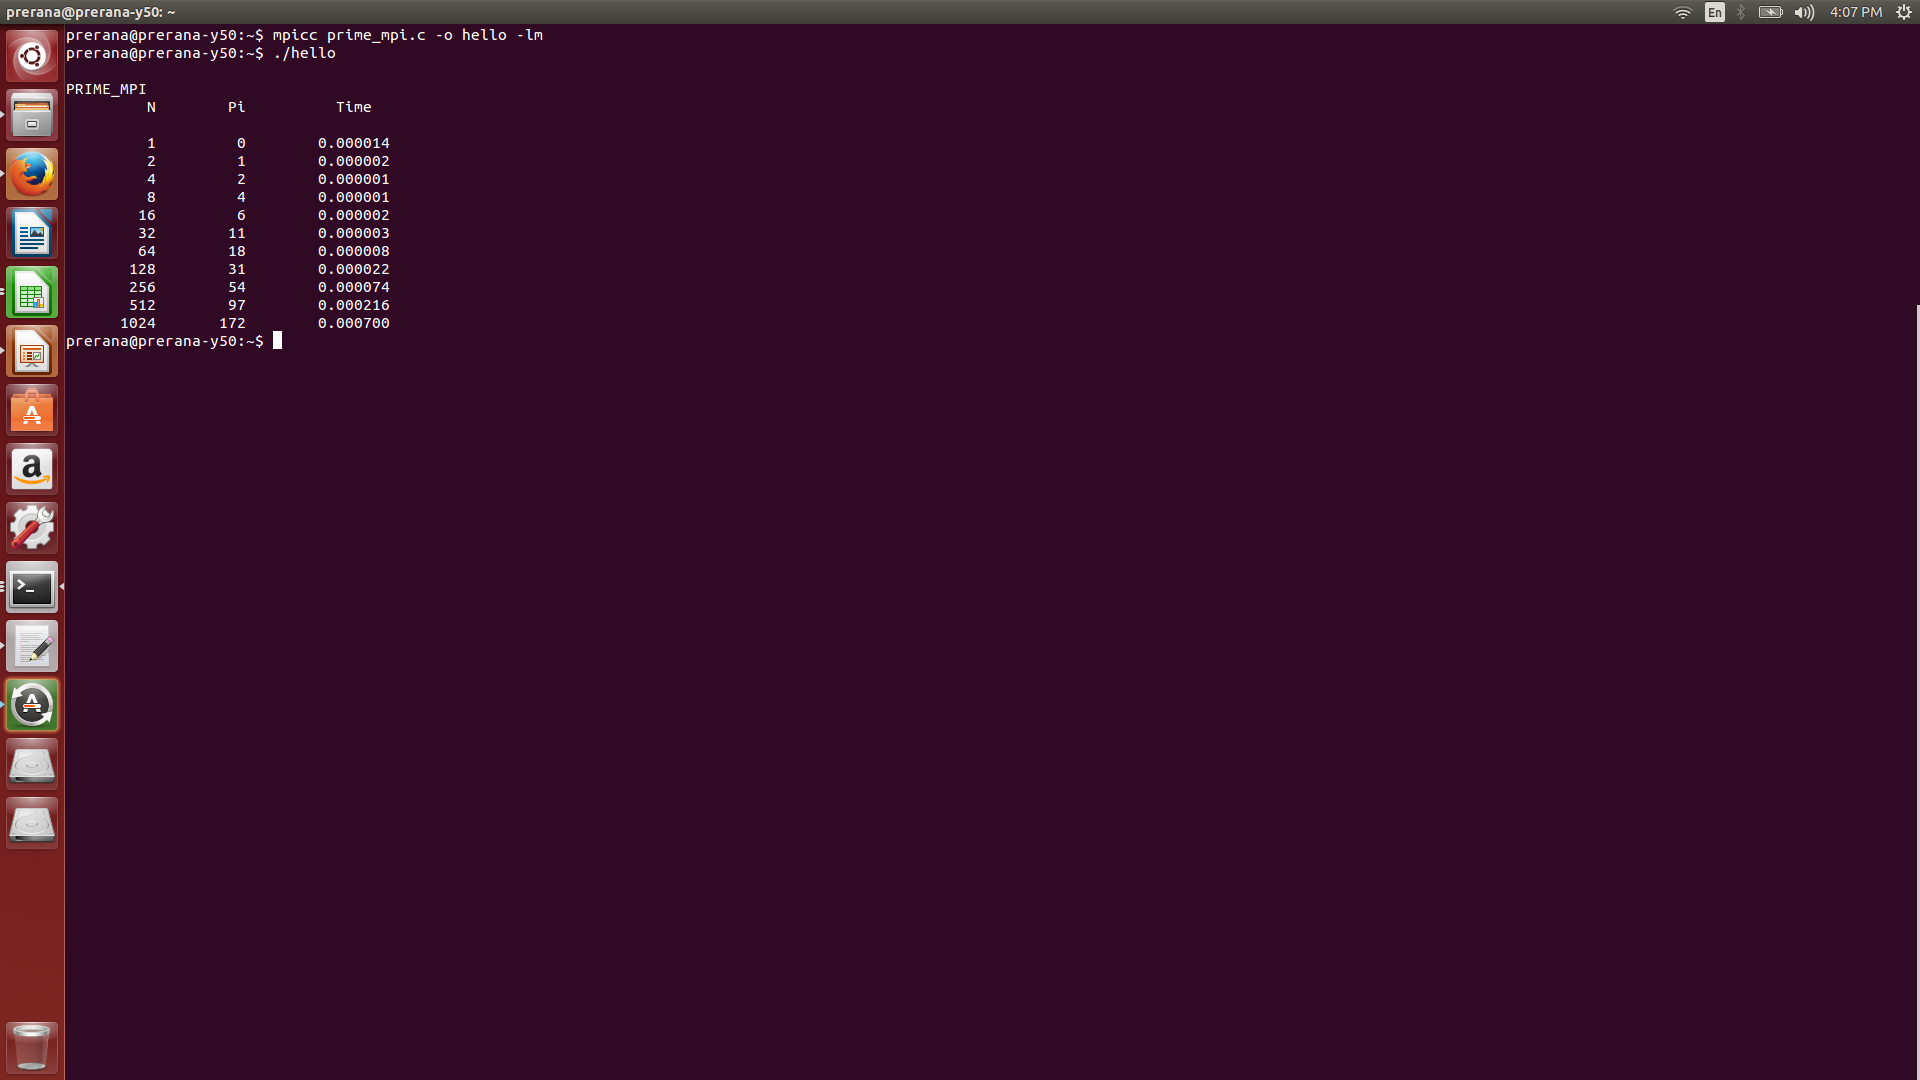 prerana@prerana-y50: ~
En
4:07 PM
prerana@prerana-y50:~$ mpicc prime_mpi.c -o hello -lm
prerana@prerana-y50:~$ ./hello
PRIME_MPI
N Pi Time
1 0 0.000014
2 1 0.000002
4 2 0.000001
8 4 0.000001
16 6 0.000002
32 11 0.000003
64 18 0.000008
128 31 0.000022
256 54 0.000074
512 97 0.000216
1024 172 0.000700
prerana@prerana-y50:~$